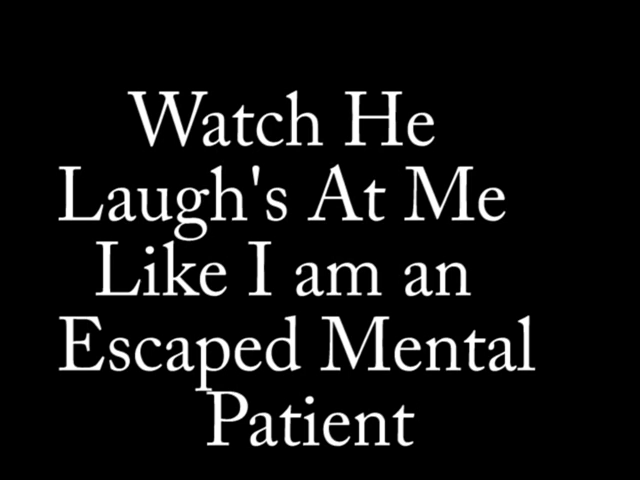 Watch He
Laugh's At Me
Like I am an
Escaped Mental
Patient